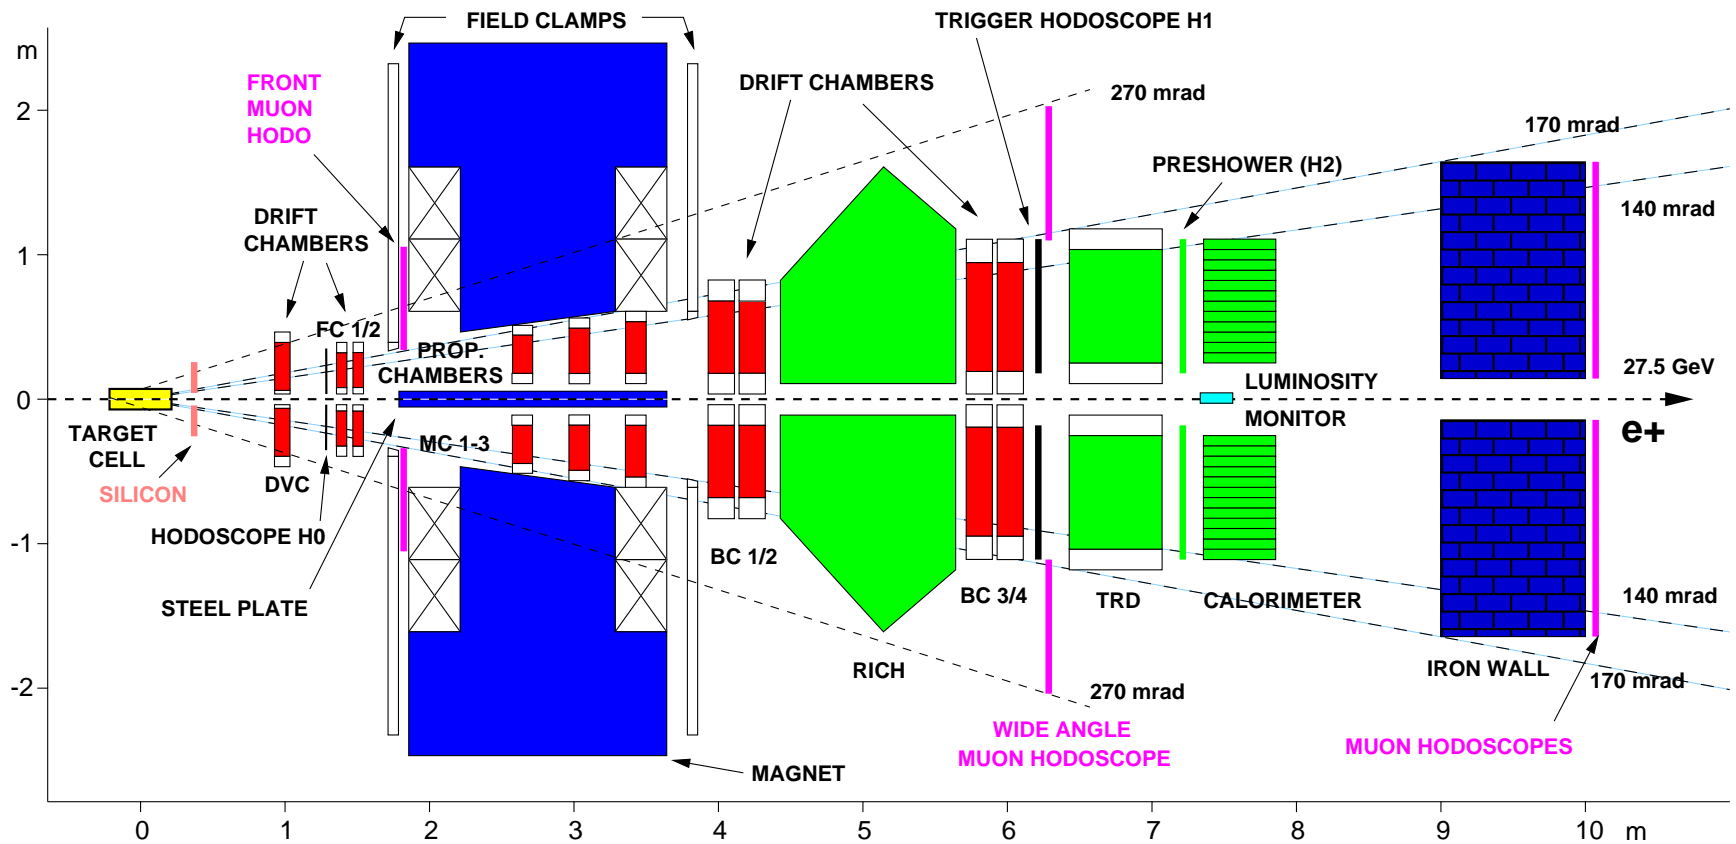 FIELD CLAMPS
TRIGGER HODOSCOPE H1
m
FRONT
MUON
HODO
DRIFT CHAMBERS
270 mrad
2
170 mrad
PRESHOWER (H2)
DRIFT
CHAMBERS
140 mrad
1
FC 1/2
PROP.
CHAMBERS
27.5 GeV
LUMINOSITY
MONITOR
0
e+
TARGET
CELL
MC 1-3
SILICON
DVC
HODOSCOPE H0
-1
BC 1/2
BC 3/4
TRD
CALORIMETER
140 mrad
STEEL PLATE
RICH
IRON WALL
170 mrad
-2
270 mrad
WIDE ANGLE
MUON HODOSCOPE
MUON HODOSCOPES
MAGNET
0 1 2 3 4 5 6 7 8 9 10 m